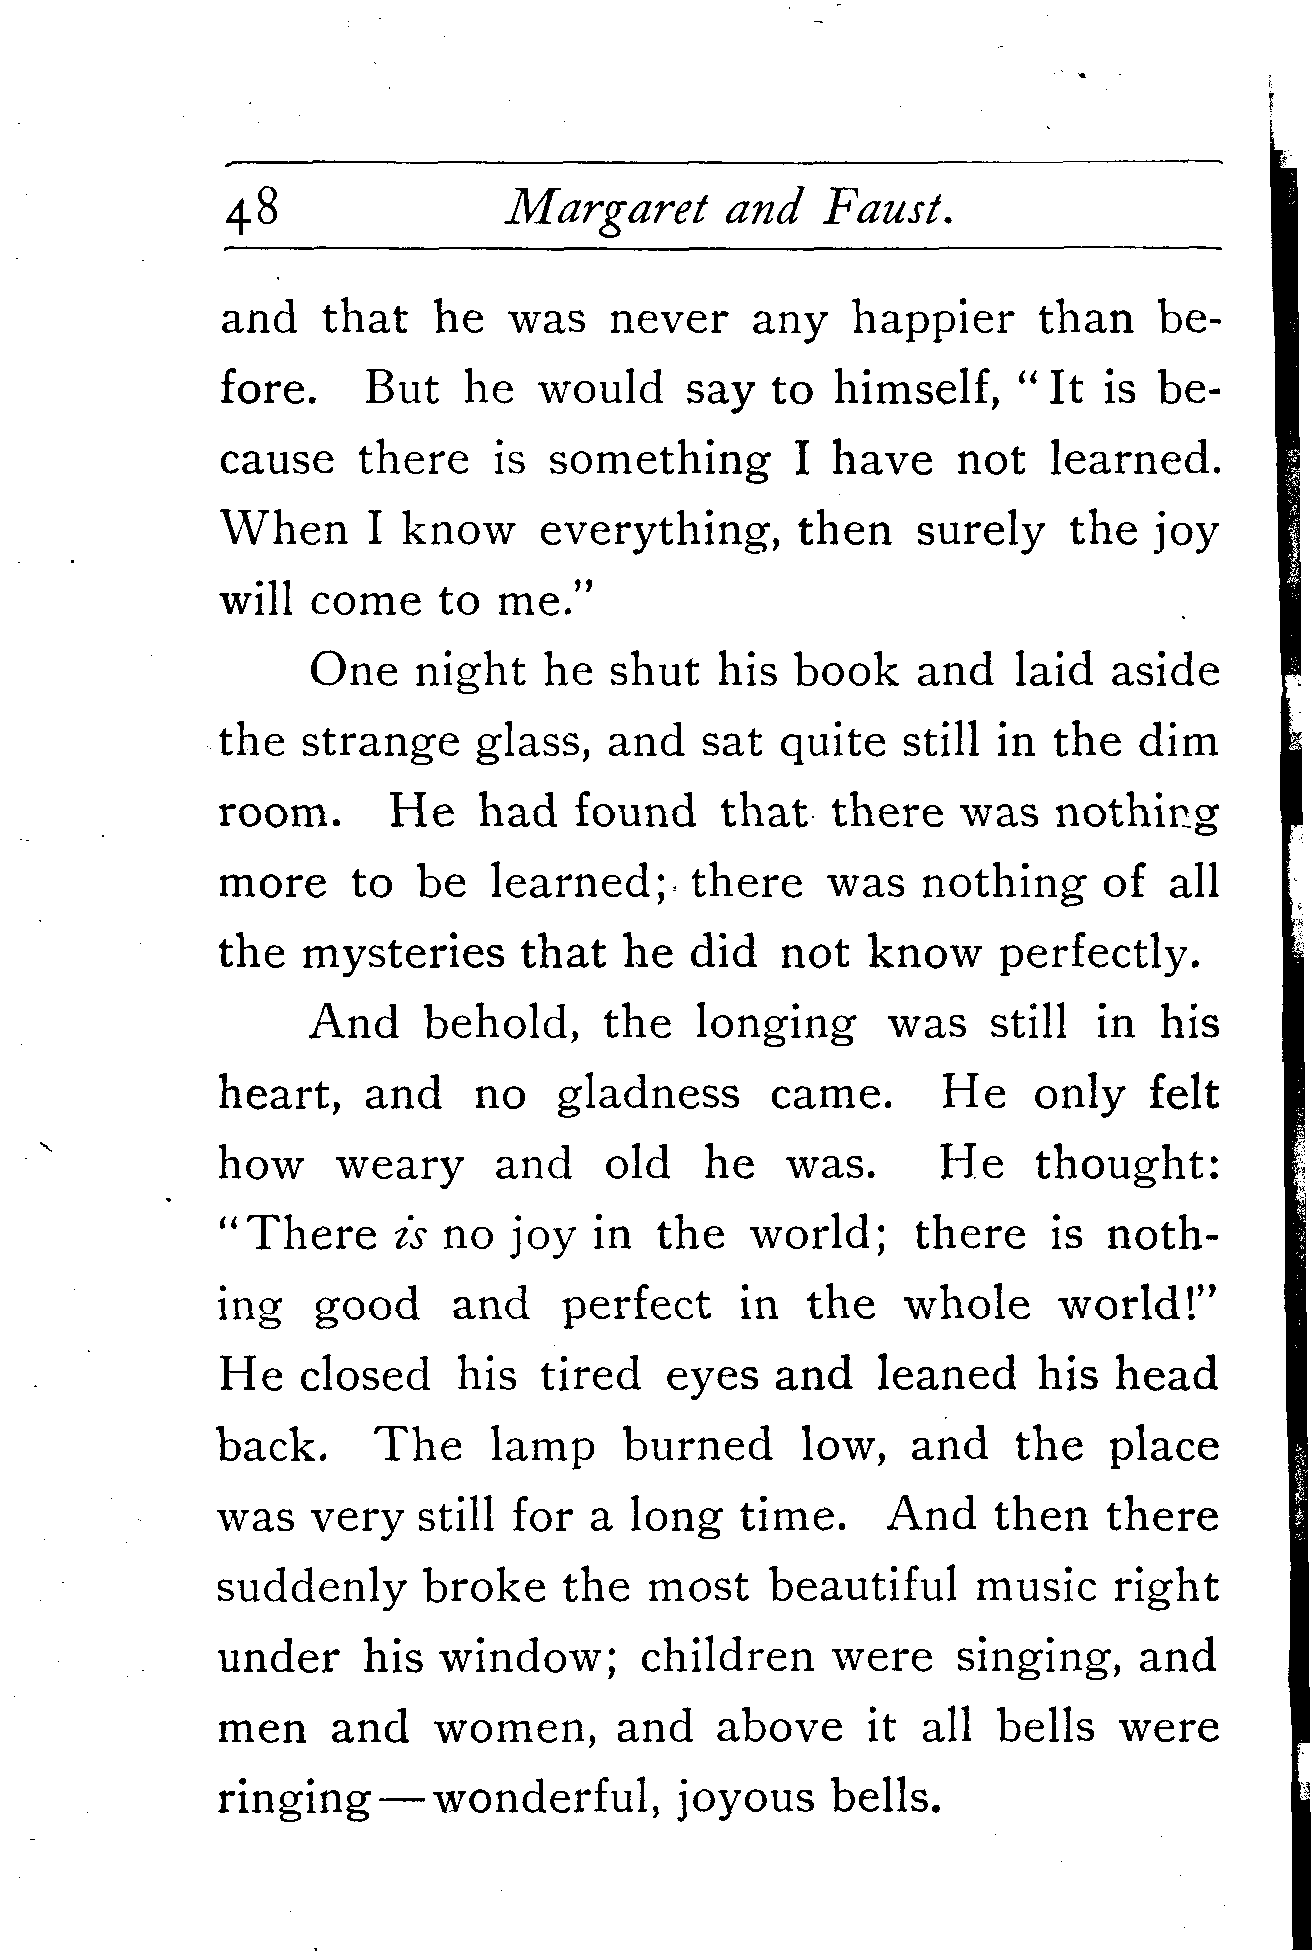 48 Margaret and Faust.
and that he was never any happier than be-
fore. But he would say to himself, "It is be-
cause there is something I have not learned.
When I know everything, then surely the joy
will come to me."
One night he shut his book and laid aside
the strange glass, and sat quite still in the dim
room. He had found that there was nothing
more to be learned; there was nothing of all
the mysteries that he did not know perfectly.
And behold, the longing was still in his
heart, and no gladness came. He only felt
how weary and old he was. He thought:
"There is no joy in the world; there is noth-
ing good and perfect in the whole world!"
He closed his tired eyes and leaned his head
back. The lamp burned low, and the place
was very still for a long time. And then there
suddenly broke the most beautiful music right
under his window; children were singing, and
men and women, and above it all bells were
ringing—wonderful, joyous bells.